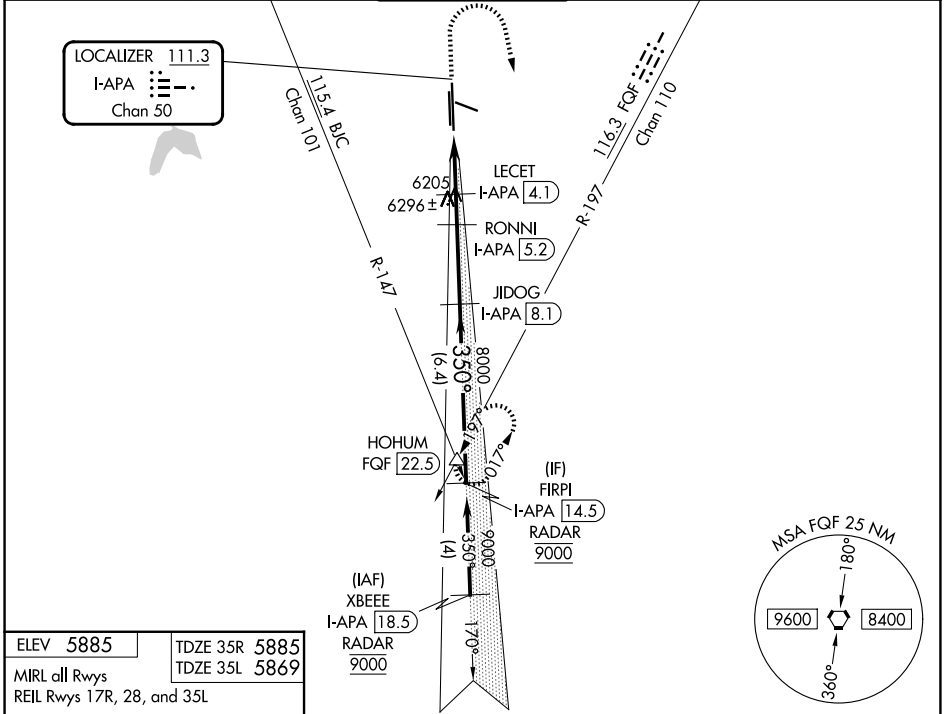 LOCALIZER 111.3
I-APA
Chan 50
115.4 BJC
Chan 101
R-147
116.3 FQF
Chan 110
R-197
6205
6296±
LECET
I-APA 4.1
RONNI
I-APA 5.2
JIDOG
I-APA 8.1
350°
(6.4)
8000
197°
017°
HOHUM
FQF 22.5
(IF)
FIRPI
I-APA 14.5
RADAR
9000
350°
(4)
9000
(IAF)
XBEEE
I-APA 18.5
RADAR
9000
170°
MSA FQF 25 NM
180°
9600
8400
360°
ELEV 5885
TDZE 35R 5885
TDZE 35L 5869
MIRL all Rwys
REIL Rwys 17R, 28, and 35L